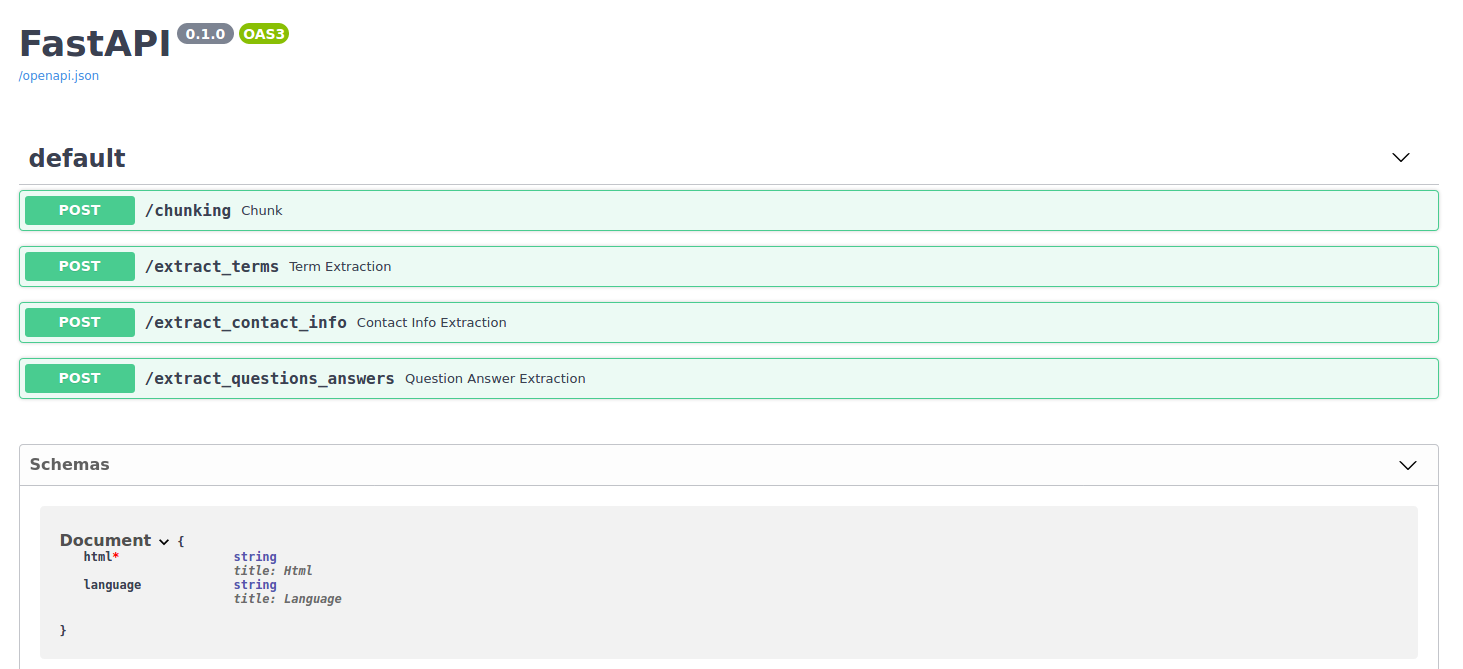 FastAPI 0.1.0 OAS3
/openapi.json
default
POST /chunking Chunk
POST /extract_terms Term Extraction
POST /extract_contact_info Contact Info Extraction
POST /extract_questions_answers Question Answer Extraction
Schemas
Document {
html* string
title: Html
language string
title: Language
}